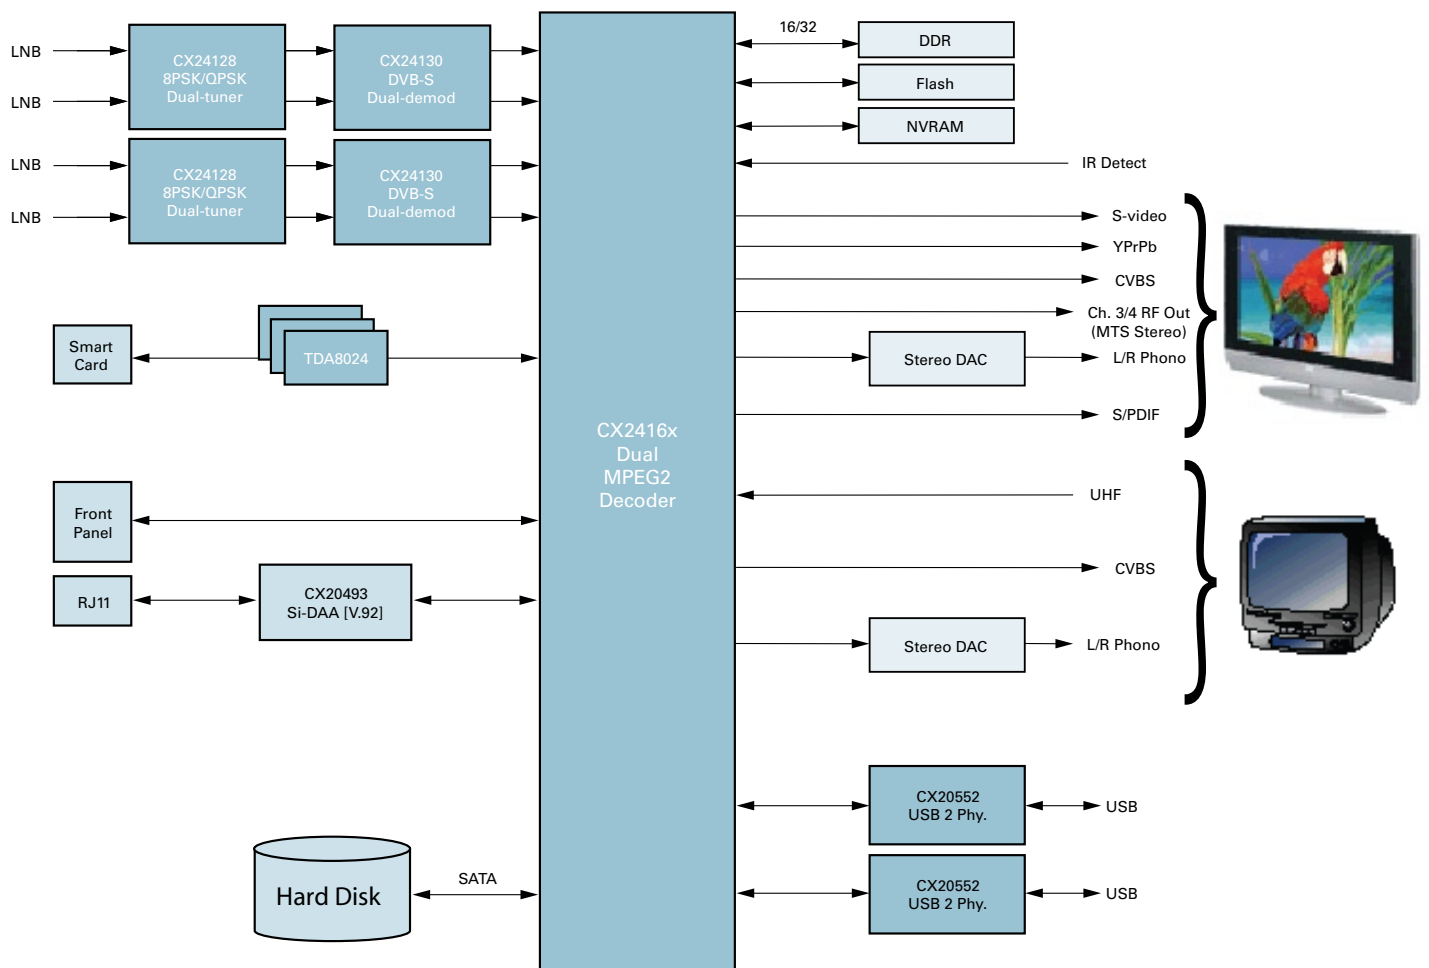 LNB
LNB
CX24128
8PSK/QPSK
Dual-tuner
CX24130
DVB-S
Dual-demod
LNB
LNB
CX24128
8PSK/QPSK
Dual-tuner
CX24130
DVB-S
Dual-demod
Smart
Card
TDA8024
Front
Panel
RJ11
CX20493
Si-DAA [V.92]
Hard Disk
SATA
CX2416x
Dual
MPEG2
Decoder
16/32
DDR
Flash
NVRAM
IR Detect
S-video
YPrPb
CVBS
Ch. 3/4 RF Out
(MTS Stereo)
Stereo DAC
L/R Phono
S/PDIF
UHF
CVBS
Stereo DAC
L/R Phono
CX20552
USB 2 Phy.
USB
CX20552
USB 2 Phy.
USB